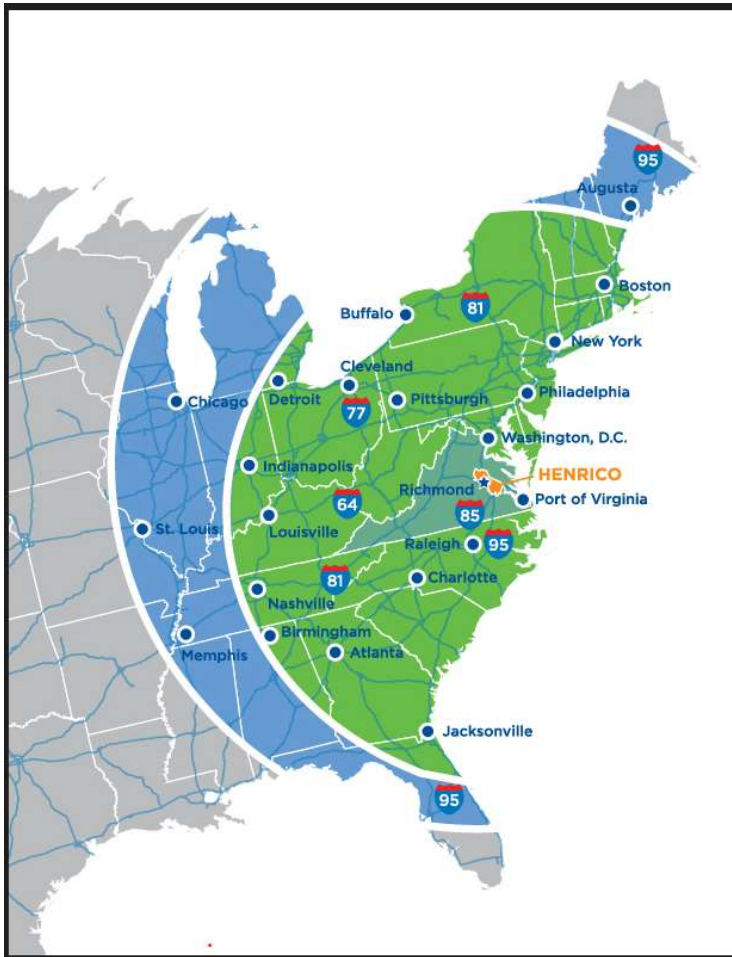 95
Augusta
Boston
Buffalo
81
New York
Cleveland
Detroit
Pittsburgh
Philadelphia
Chicago
77
Washington, D.C.
Indianapolis
HENRICO
Richmond
Port of Virginia
64
85
Louisville
St. Louis
Raleigh
95
81
Charlotte
Nashville
Birmingham
Memphis
Atlanta
Jacksonville
95